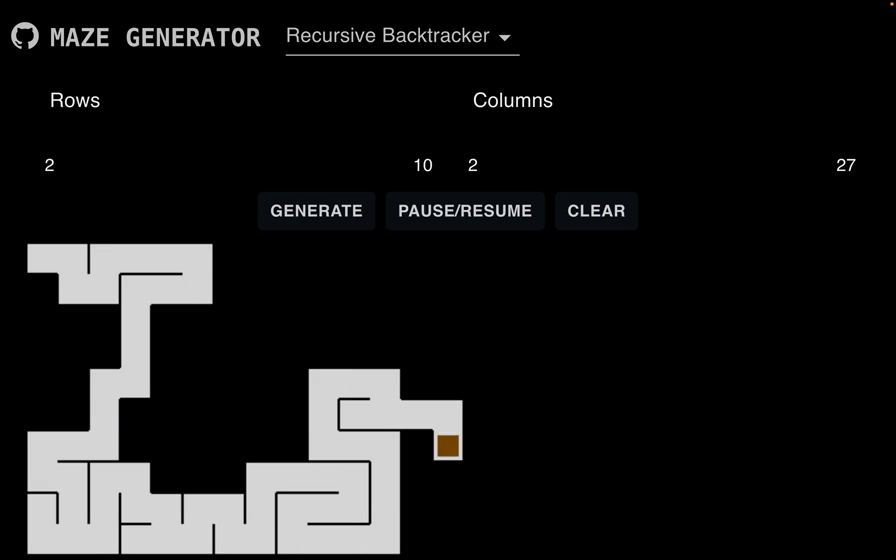 MAZE GENERATOR Recursive Backtracker
Rows Columns
2 10 2 27
GENERATE PAUSE/RESUME CLEAR